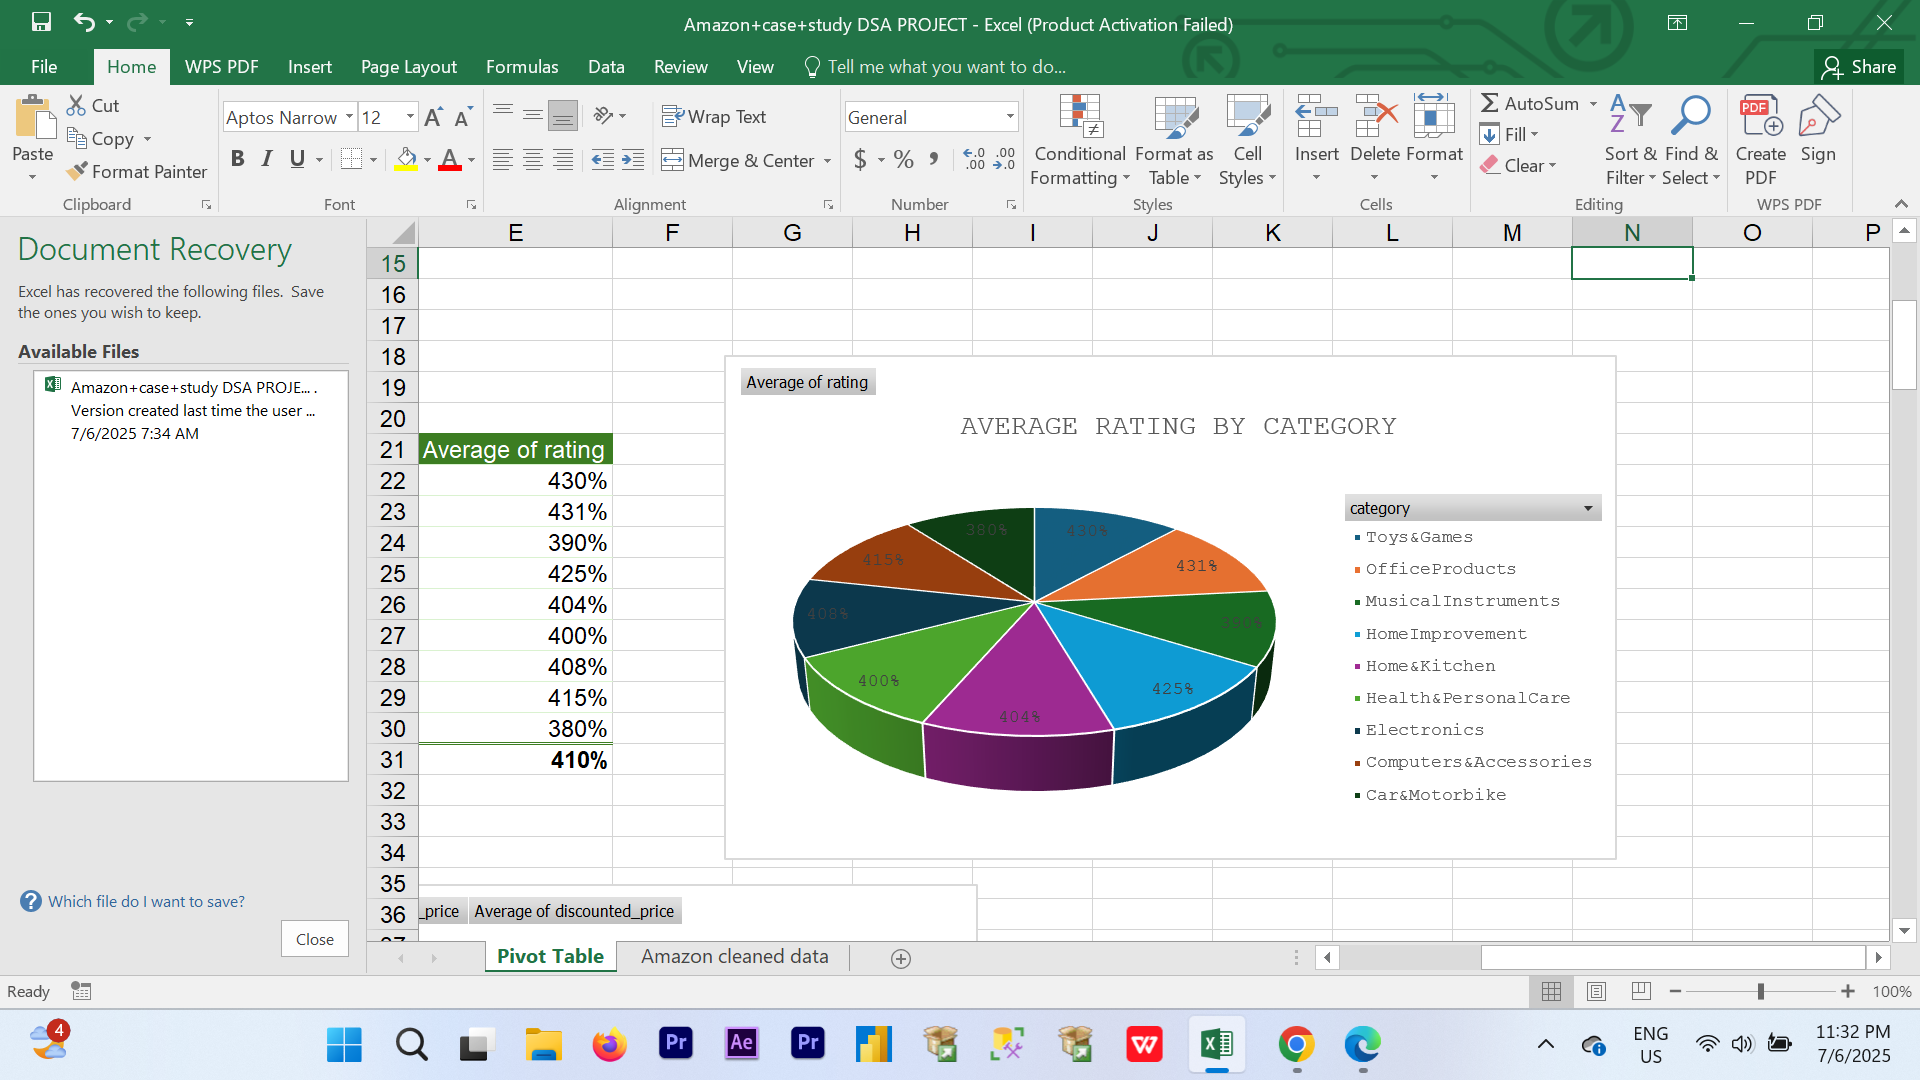 Amazon+case+study DSA PROJECT - Excel (Product Activation Failed)
File Home WPS PDF Insert Page Layout Formulas Data Review View Tell me what you want to do... Share
Paste
Cut
Copy
Format Painter
Clipboard
Aptos Narrow 12
B I U
Font
Wrap Text
Merge & Center
Alignment
General
$ % ,
Number
Conditional Formatting
Format as Table
Cell Styles
Styles
Insert Delete Format
Cells
AutoSum
Fill
Clear
Sort & Filter
Find & Select
Editing
Create PDF
Sign
WPS PDF
Document Recovery
Excel has recovered the following files. Save
the ones you wish to keep.
Available Files
Amazon+case+study DSA PROJE... .
Version created last time the user ...
7/6/2025 7:34 AM
Which file do I want to save?
Close
E F G H I J K L M N O P
15
16
17
18
19
20
21 Average of rating
22 430%
23 431%
24 390%
25 425%
26 404%
27 400%
28 408%
29 415%
30 380%
31 410%
32
33
34
35
36
37
Average of rating
AVERAGE RATING BY CATEGORY
380% 430%
415% 431%
408% 390%
400% 425%
404%
category
Toys&Games
OfficeProducts
MusicalInstruments
HomeImprovement
Home&Kitchen
Health&PersonalCare
Electronics
Computers&Accessories
Car&Motorbike
_price Average of discounted_price
Pivot Table Amazon cleaned data
Ready
100%
4
Pr Ae Pr
ENG
US
11:32 PM
7/6/2025